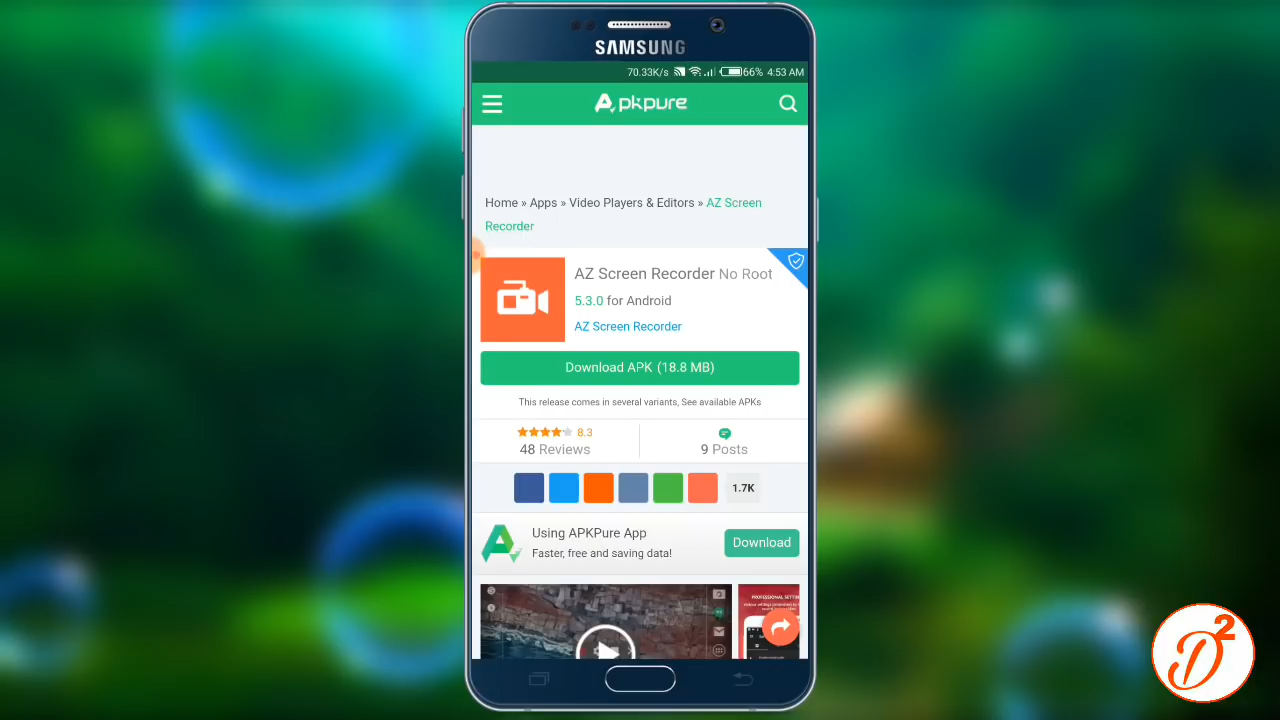 SAMSUNG
70.33K/s 66% 4:53 AM
Apkpure
Home » Apps » Video Players & Editors » AZ Screen
Recorder
AZ Screen Recorder No Root
5.3.0 for Android
AZ Screen Recorder
Download APK (18.8 MB)
This release comes in several variants, See available APKs
8.3
48 Reviews
9 Posts
1.7K
Using APKPure App
Faster, free and saving data!
Download
PROFESSIONAL SETTIN
D2